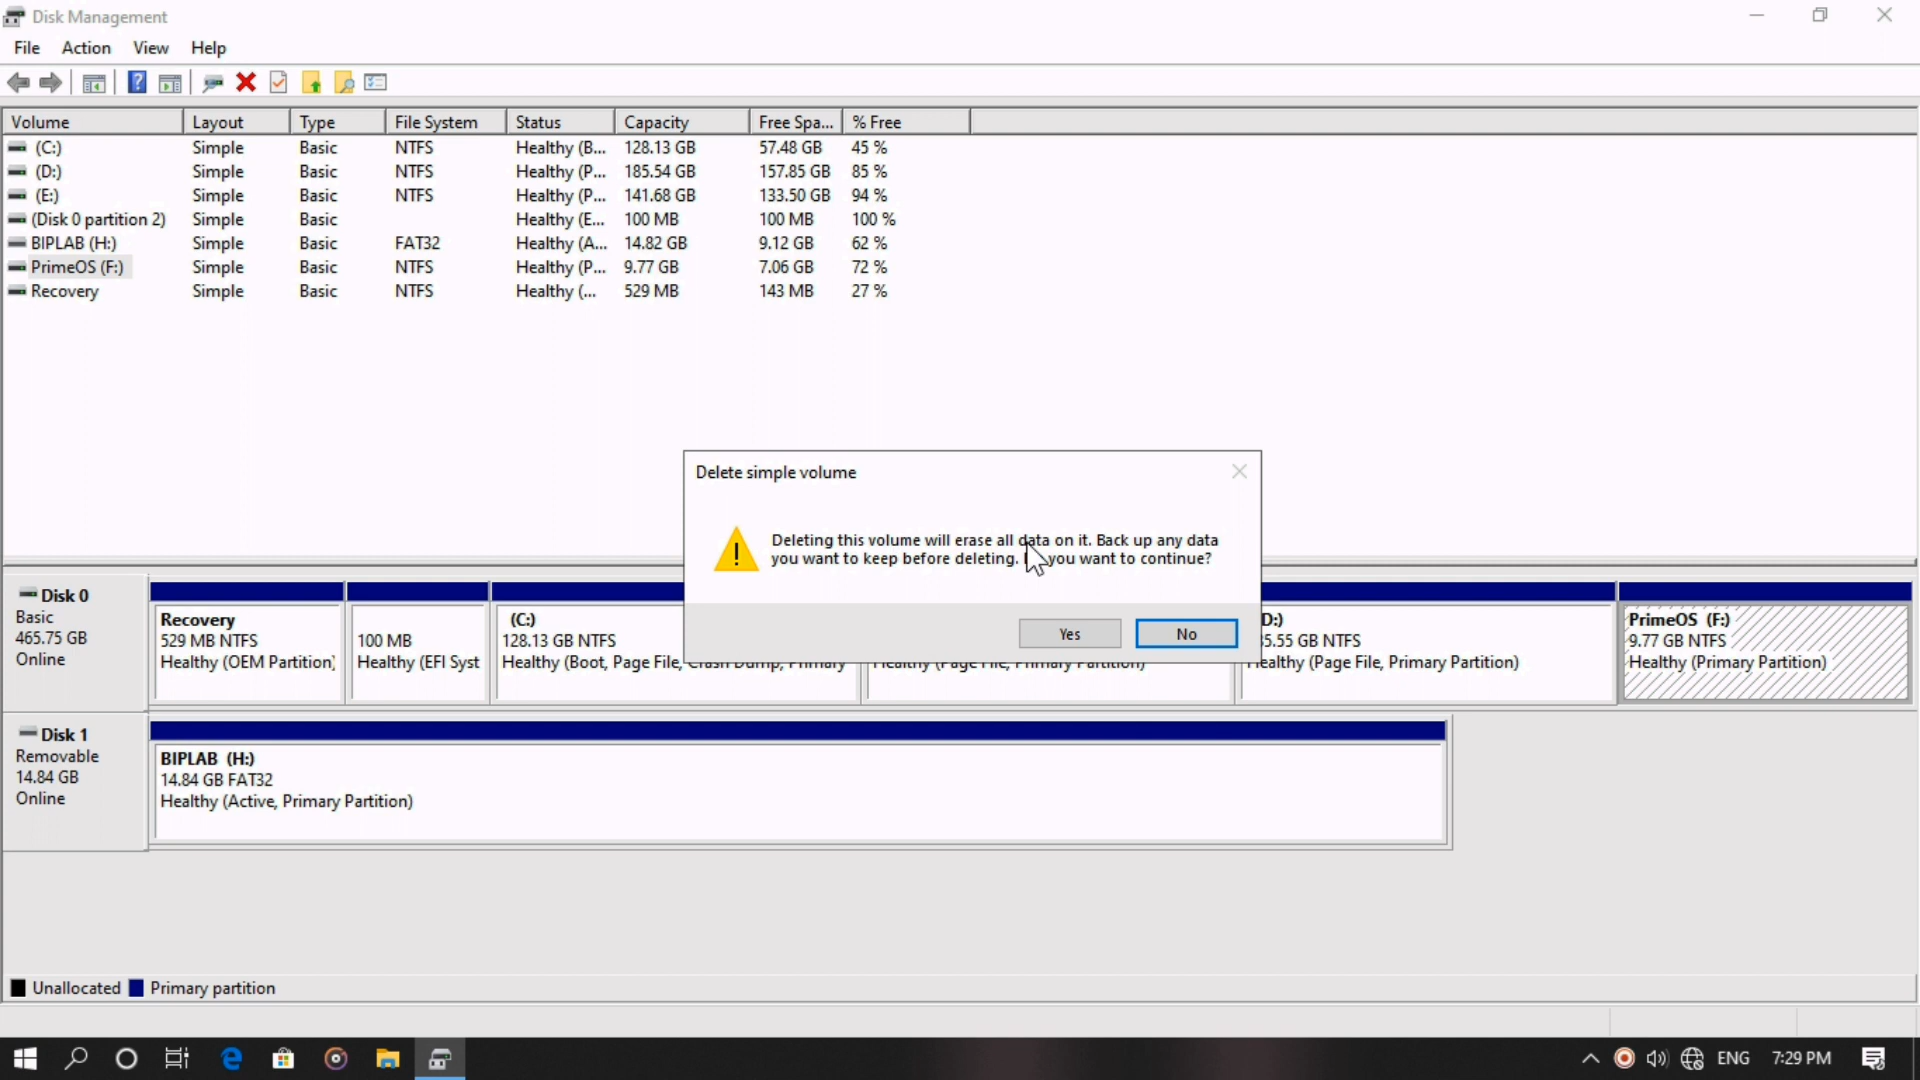 Disk Management
File Action View Help
Volume Layout Type File System Status Capacity Free Spa... % Free
(C:) Simple Basic NTFS Healthy (B... 128.13 GB 57.48 GB 45 %
(D:) Simple Basic NTFS Healthy (P... 185.54 GB 157.85 GB 85 %
(E:) Simple Basic NTFS Healthy (P... 141.68 GB 133.50 GB 94 %
(Disk 0 partition 2) Simple Basic Healthy (E... 100 MB 100 MB 100 %
BIPLAB (H:) Simple Basic FAT32 Healthy (A... 14.82 GB 9.12 GB 62 %
PrimeOS (F:) Simple Basic NTFS Healthy (P... 9.77 GB 7.06 GB 72 %
Recovery Simple Basic NTFS Healthy (... 529 MB 143 MB 27 %
Delete simple volume
Deleting this volume will erase all data on it. Back up any data
you want to keep before deleting. you want to continue?
Yes No
Disk 0
Basic
465.75 GB
Online
Recovery
529 MB NTFS
Healthy (OEM Partition)
100 MB
Healthy (EFI Syst
(C:)
128.13 GB NTFS
Healthy (Boot, Page File, Crash Dump, Primary
Healthy (Page File, Primary Partition)
D:)
5.55 GB NTFS
Healthy (Page File, Primary Partition)
PrimeOS (F:)
9.77 GB NTFS
Healthy (Primary Partition)
Disk 1
Removable
14.84 GB
Online
BIPLAB (H:)
14.84 GB FAT32
Healthy (Active, Primary Partition)
Unallocated Primary partition
ENG 7:29 PM